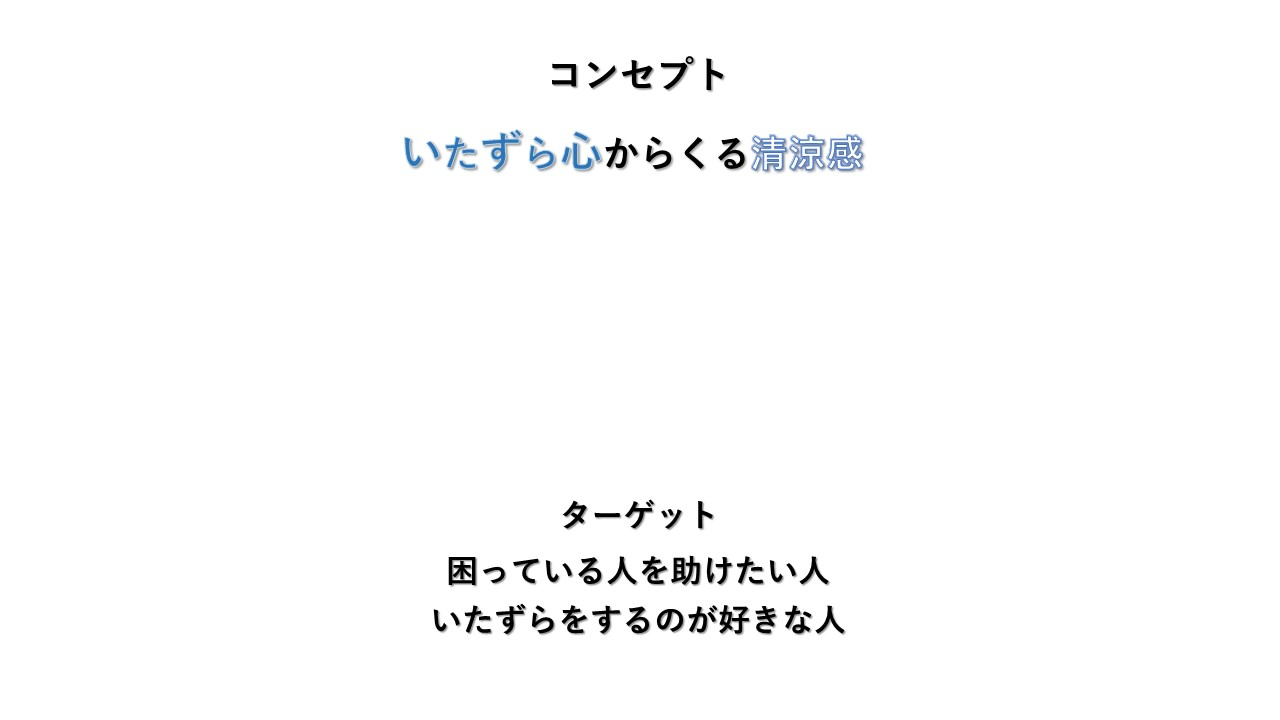 コンセプト
いたずら心からくる清涼感
ターゲット
困っている人を助けたい人
いたずらをするのが好きな人